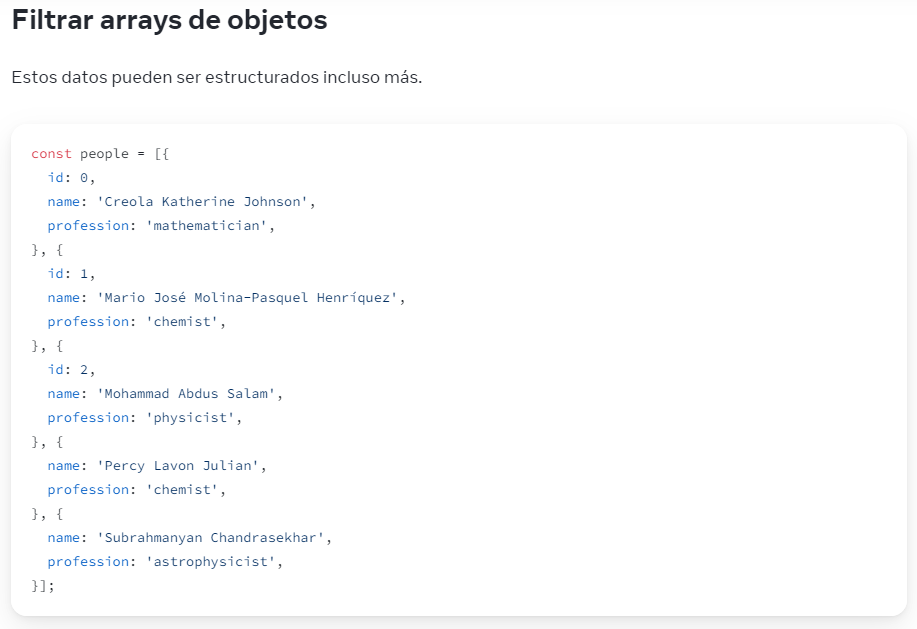 Filtrar arrays de objetos
Estos datos pueden ser estructurados incluso más.
const people = [{
  id: 0,
  name: 'Creola Katherine Johnson',
  profession: 'mathematician',
}, {
  id: 1,
  name: 'Mario José Molina-Pasquel Henríquez',
  profession: 'chemist',
}, {
  id: 2,
  name: 'Mohammad Abdus Salam',
  profession: 'physicist',
}, {
  name: 'Percy Lavon Julian',
  profession: 'chemist',
}, {
  name: 'Subrahmanyan Chandrasekhar',
  profession: 'astrophysicist',
}];